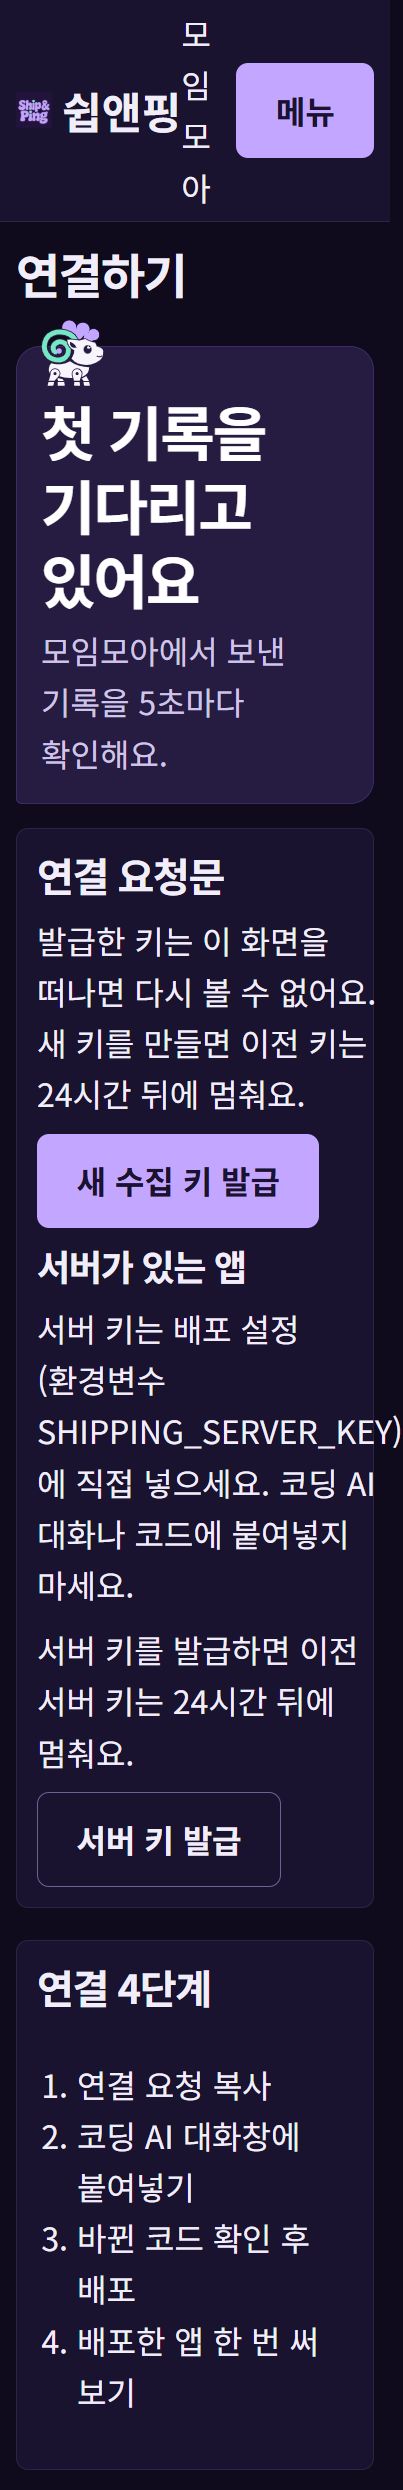 Ship&
Ping
쉽앤핑
모
임
모
아
메뉴
연결하기
첫 기록을
기다리고
있어요
모임모아에서 보낸
기록을 5초마다
확인해요.
연결 요청문
발급한 키는 이 화면을
떠나면 다시 볼 수 없어요.
새 키를 만들면 이전 키는
24시간 뒤에 멈춰요.
새 수집 키 발급
서버가 있는 앱
서버 키는 배포 설정
(환경변수
SHIPPING_SERVER_KEY)
에 직접 넣으세요. 코딩 AI
대화나 코드에 붙여넣지
마세요.
서버 키를 발급하면 이전
서버 키는 24시간 뒤에
멈춰요.
서버 키 발급
연결 4단계
1. 연결 요청 복사
2. 코딩 AI 대화창에
붙여넣기
3. 바뀐 코드 확인 후
배포
4. 배포한 앱 한 번 써
보기